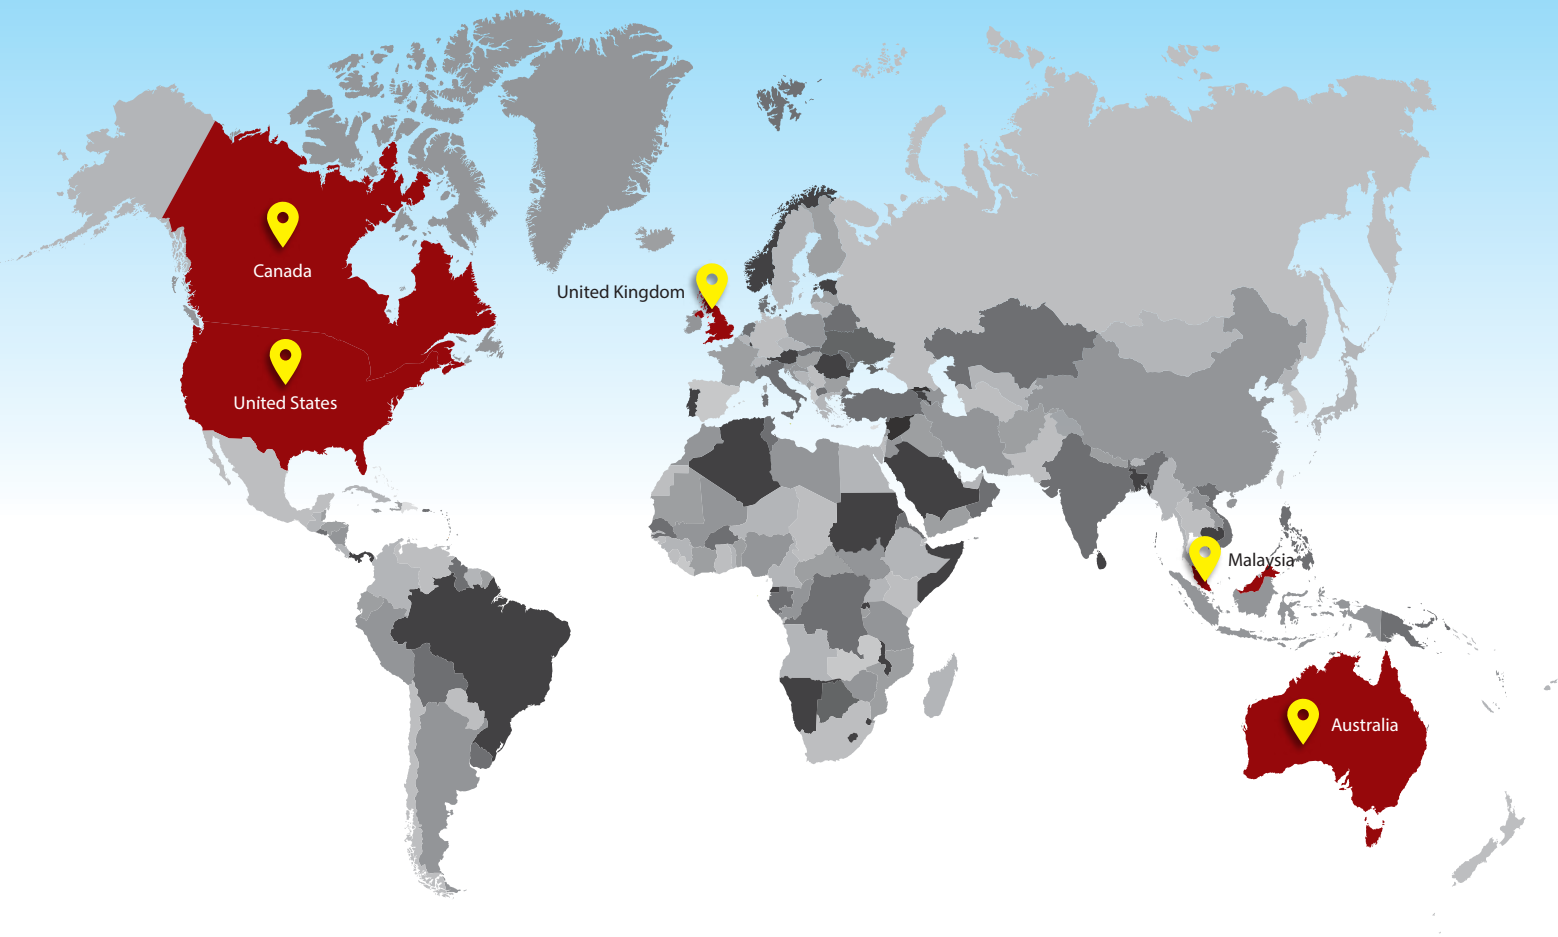 Canada
United Kingdom
United States
Malaysia
Australia